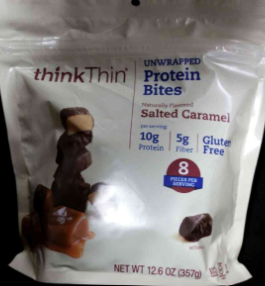 thinkThin
UNWRAPPED
Protein
Bites
Naturally Flavored
Salted Caramel
per serving
10g 5g Gluten
Protein Fiber Free
8
PIECES PER
SERVING
NET WT 12.6 OZ (357g)